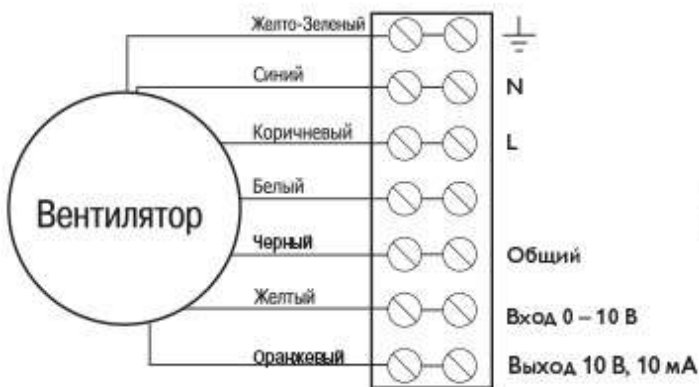 Желто-Зеленый
Синий N
Коричневый L
Белый
Вентилятор
Черный Общий
Желтый Вход 0 – 10 В
Оранжевый Выход 10 В, 10 мА